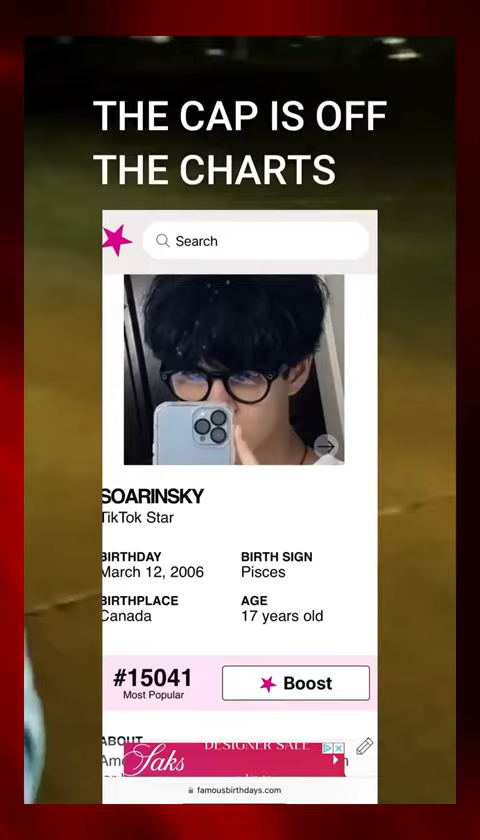 THE CAP IS OFF
THE CHARTS
Search
SOARINSKY
TikTok Star
BIRTHDAY
March 12, 2006
BIRTH SIGN
Pisces
BIRTHPLACE
Canada
AGE
17 years old
#15041
Most Popular
Boost
ABOUT
DESIGNER SALE
Saks
famousbirthdays.com